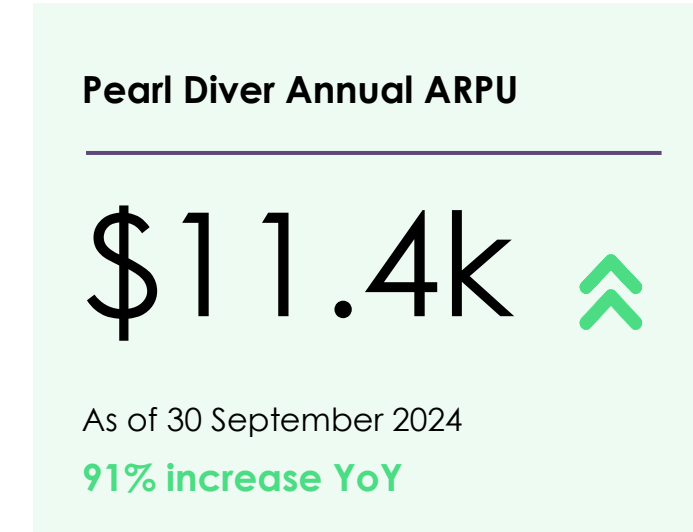 Pearl Diver Annual ARPU
$11.4k
As of 30 September 2024
91% increase YoY